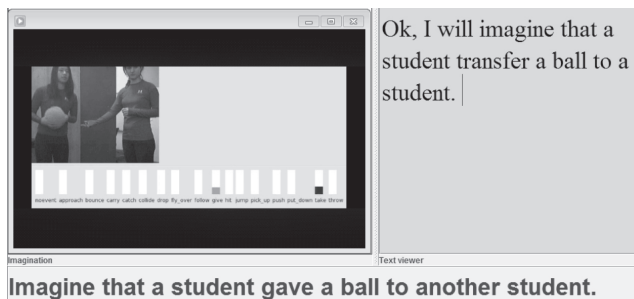 Ok, I will imagine that a
student transfer a ball to a
student.
noevent approach bounce carry catch collide drop fly_over follow give hit jump pick_up push put_down take throw
Imagination
Text viewer
Imagine that a student gave a ball to another student.